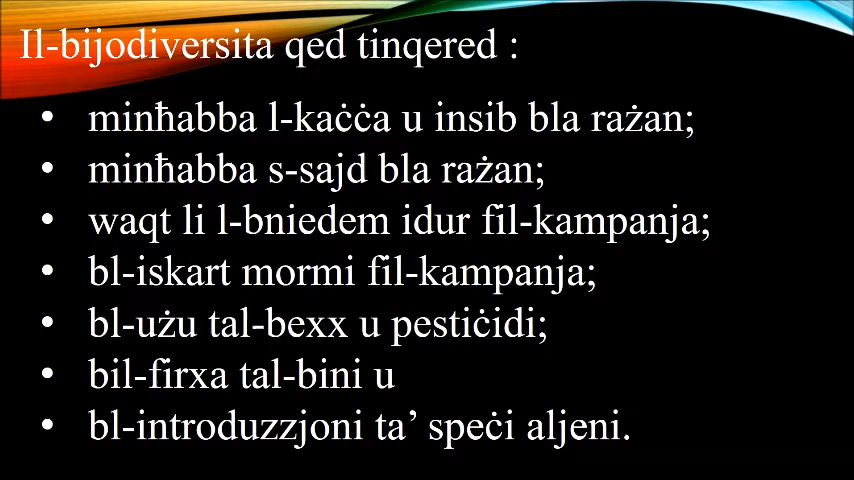 Il-bijodiversita qed tinqered :
• minħabba l-kaċċa u insib bla rażan;
• minħabba s-sajd bla rażan;
• waqt li l-bniedem idur fil-kampanja;
• bl-iskart mormi fil-kampanja;
• bl-użu tal-bexx u pestiċidi;
• bil-firxa tal-bini u
• bl-introduzzjoni ta’ speċi aljeni.